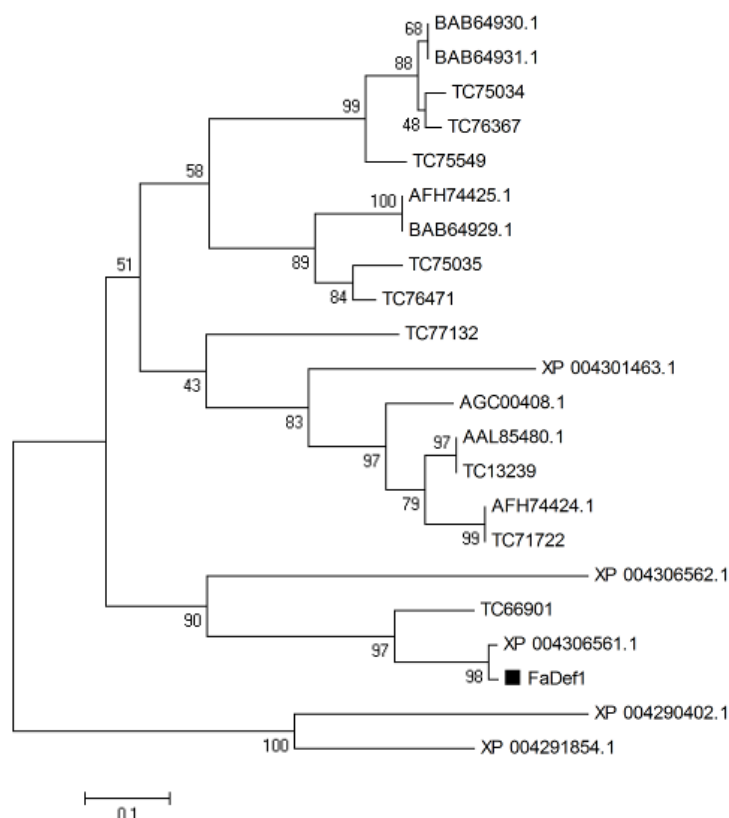 68
BAB64930.1
BAB64931.1
88
TC75034
99
48
TC76367
TC75549
58
100
AFH74425.1
BAB64929.1
89
TC75035
84
TC76471
51
TC77132
43
XP 004301463.1
83
AGC00408.1
97
97
AAL85480.1
TC13239
79
AFH74424.1
99
TC71722
XP 004306562.1
90
TC66901
97
XP 004306561.1
98
FaDef1
XP 004290402.1
100
XP 004291854.1
0.1